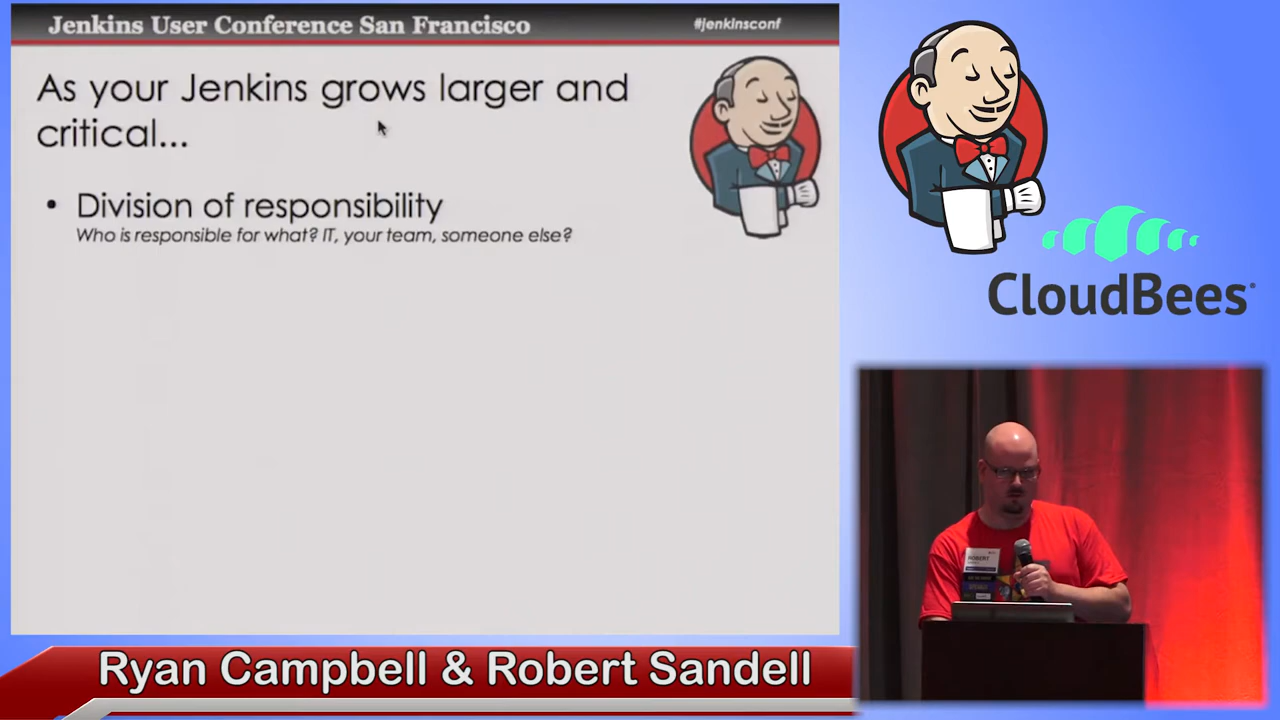 Jenkins User Conference San Francisco
#jenkinsconf
As your Jenkins grows larger and
critical...
• Division of responsibility
Who is responsible for what? IT, your team, someone else?
CloudBees
ROBERT
Ryan Campbell & Robert Sandell